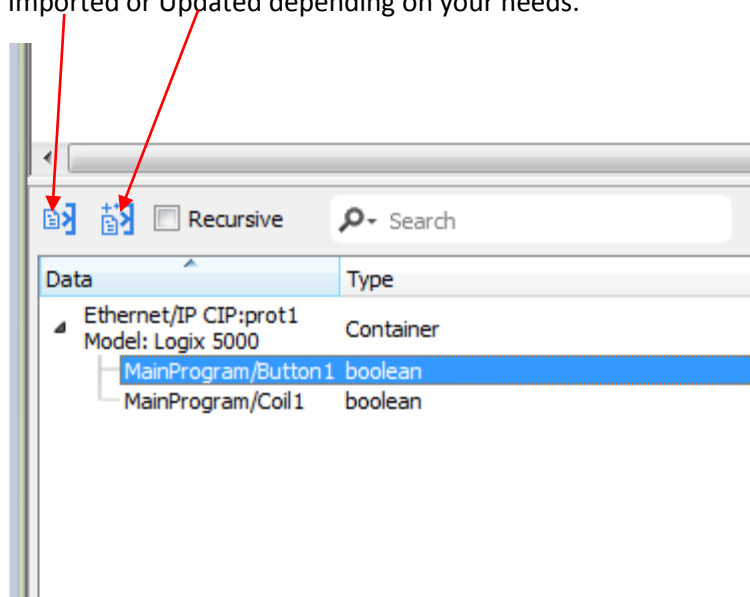 Imported or Updated depending on your needs.
Recursive
Search
Data Type
Ethernet/IP CIP:prot1
Model: Logix 5000 Container
MainProgram/Button1 boolean
MainProgram/Coil1 boolean